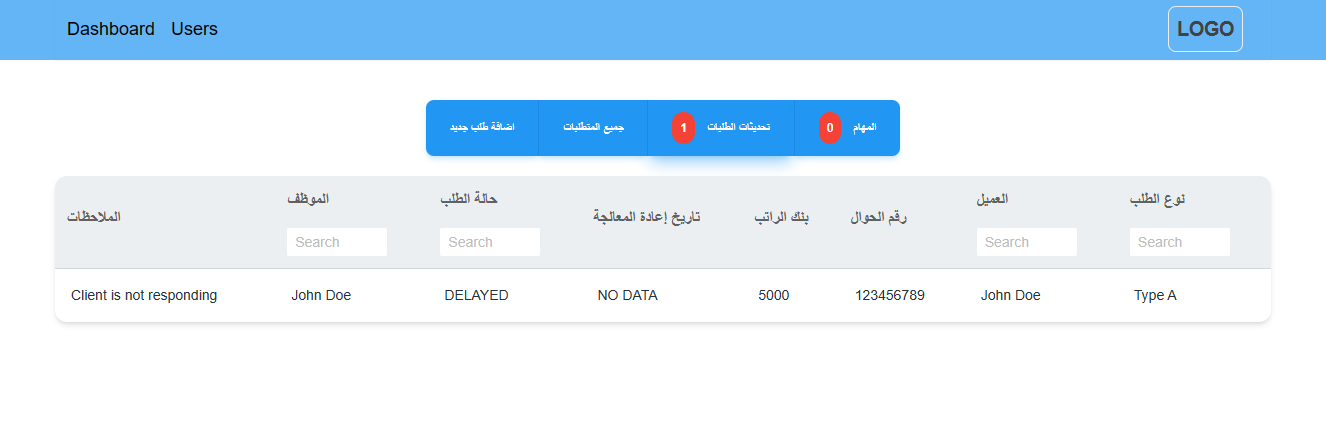 Dashboard Users LOGO
المهام 0 تحديثات الطلبات 1 جميع المتطلبات اضافة طلب جديد
نوع الطلب العميل رقم الحوال بنك الراتب تاريخ إعادة المعالجة حالة الطلب الموظف الملاحظات
Search Search Search Search
Client is not responding John Doe DELAYED NO DATA 5000 123456789 John Doe Type A